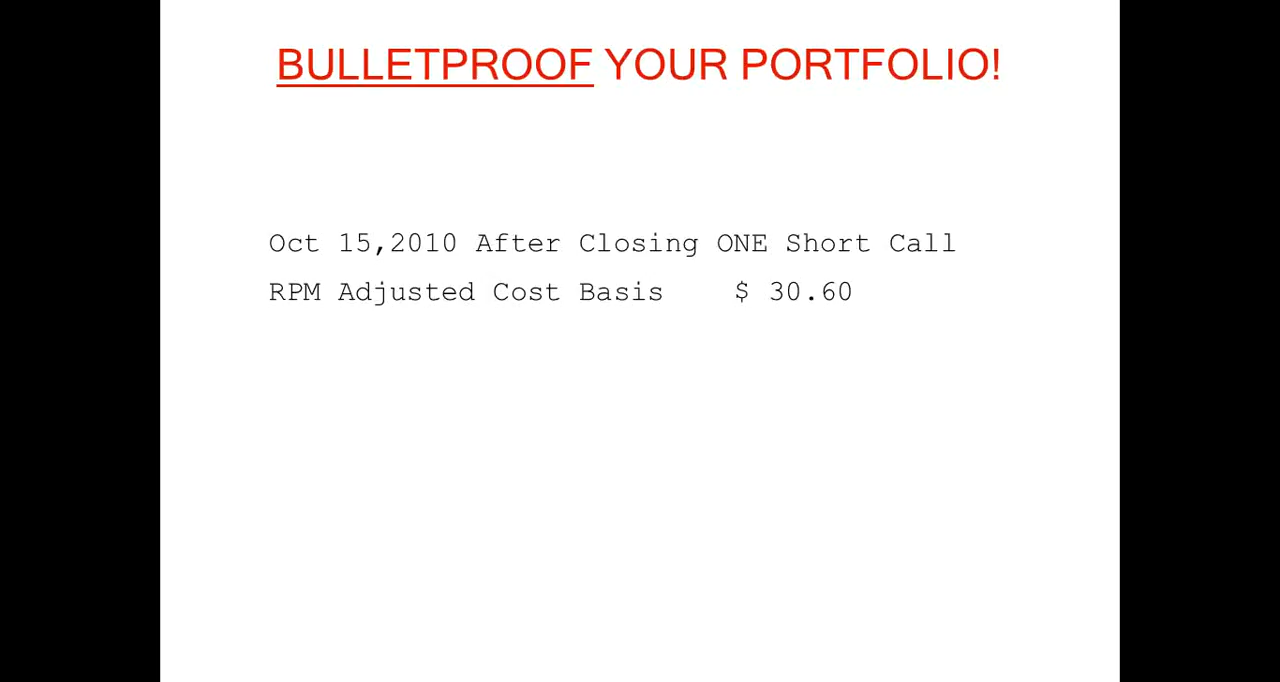 BULLETPROOF YOUR PORTFOLIO!
Oct 15,2010 After Closing ONE Short Call
RPM Adjusted Cost Basis $ 30.60